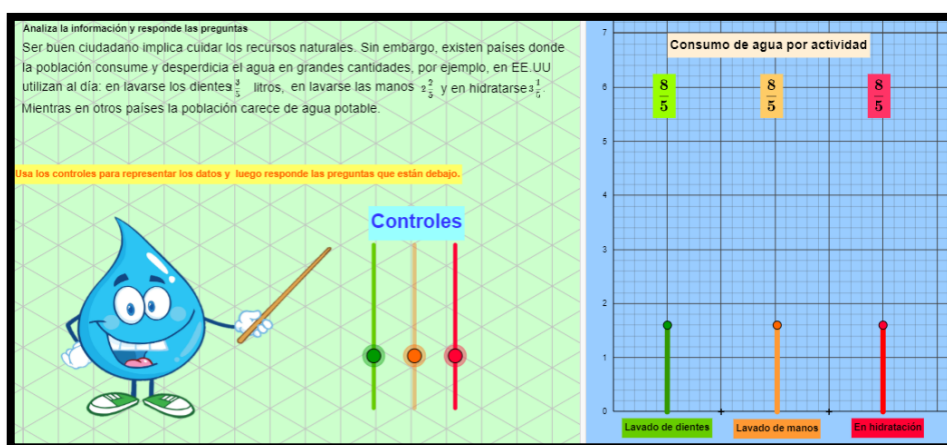 Analiza la información y responde las preguntas
Ser buen ciudadano implica cuidar los recursos naturales. Sin embargo, existen países donde
la población consume y desperdicia el agua en grandes cantidades, por ejemplo, en EE.UU
utilizan al día: en lavarse los dientes 3/5 litros, en lavarse las manos 2 2/5 y en hidratarse 3 1/5.
Mientras en otros países la población carece de agua potable.
Usa los controles para representar los datos y luego responde las preguntas que están debajo.
Controles
Consumo de agua por actividad
8/5 8/5 8/5
7
6
5
4
3
2
1
0
Lavado de dientes
Lavado de manos
En hidratación